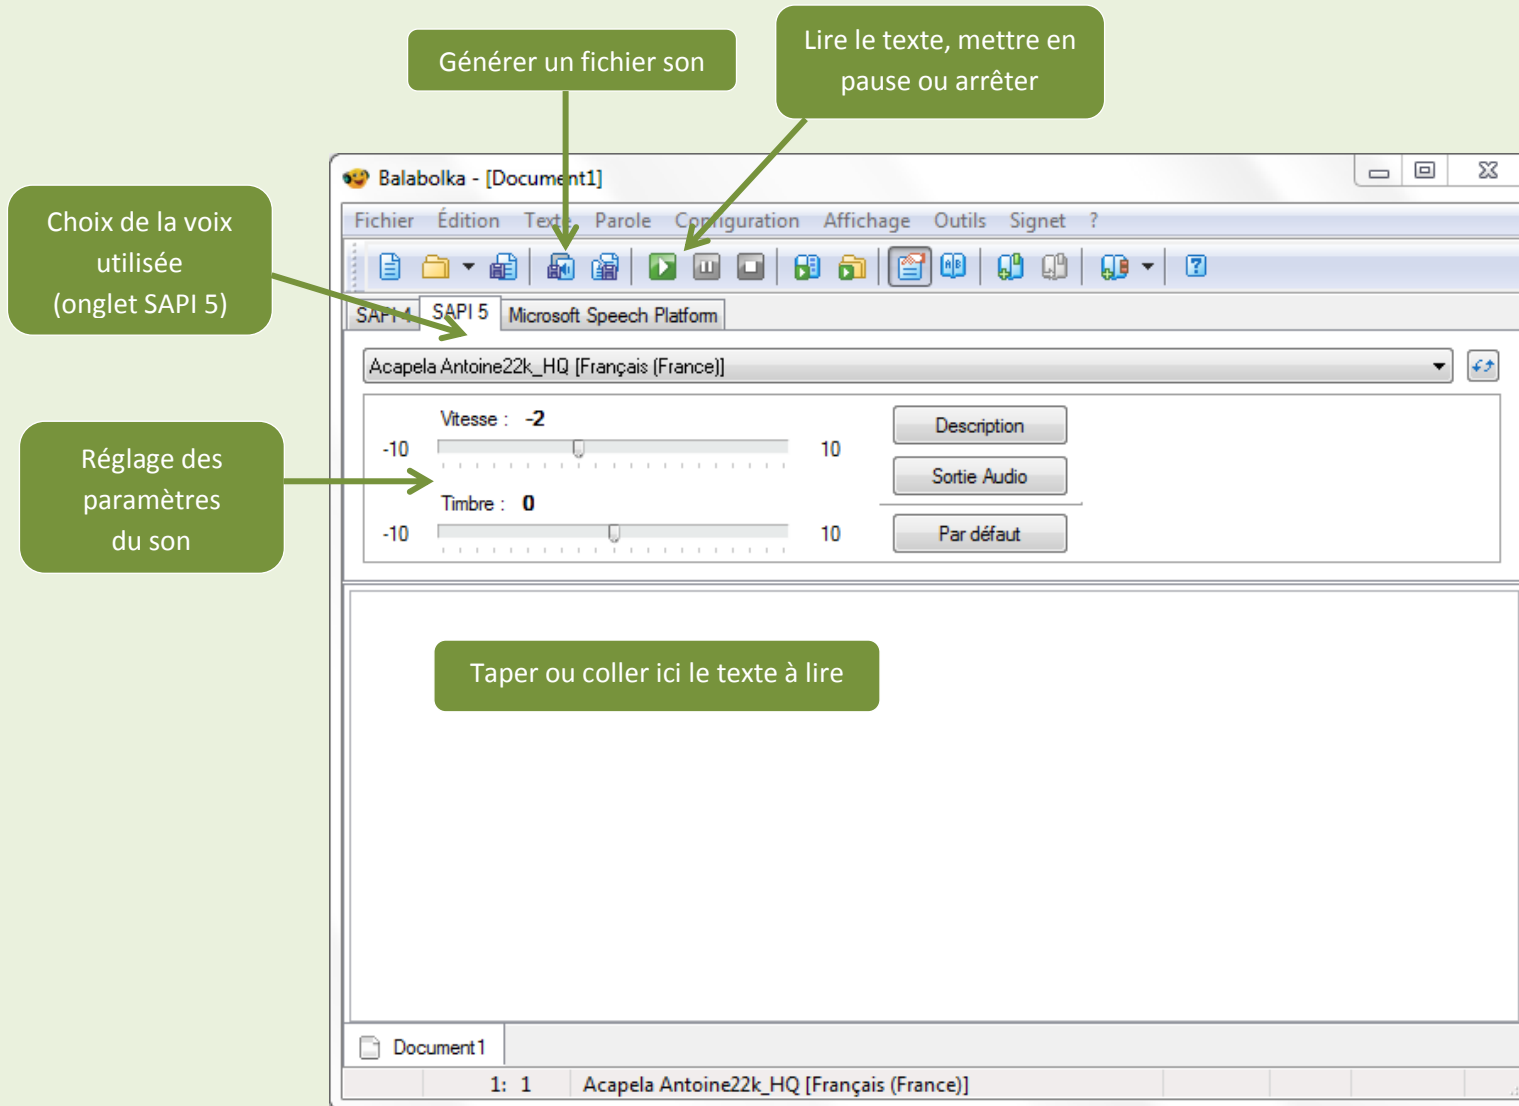 Générer un fichier son
Lire le texte, mettre en
pause ou arrêter
Choix de la voix
utilisée
(onglet SAPI 5)
Réglage des
paramètres
du son
Balabolka - [Document1]
Fichier Édition Texte Parole Configuration Affichage Outils Signet ?
SAPI 4 SAPI 5 Microsoft Speech Platform
Acapela Antoine22k_HQ [Français (France)]
Vitesse : -2
-10 10
Timbre : 0
-10 10
Description
Sortie Audio
Par défaut
Taper ou coller ici le texte à lire
Document1
1: 1 Acapela Antoine22k_HQ [Français (France)]